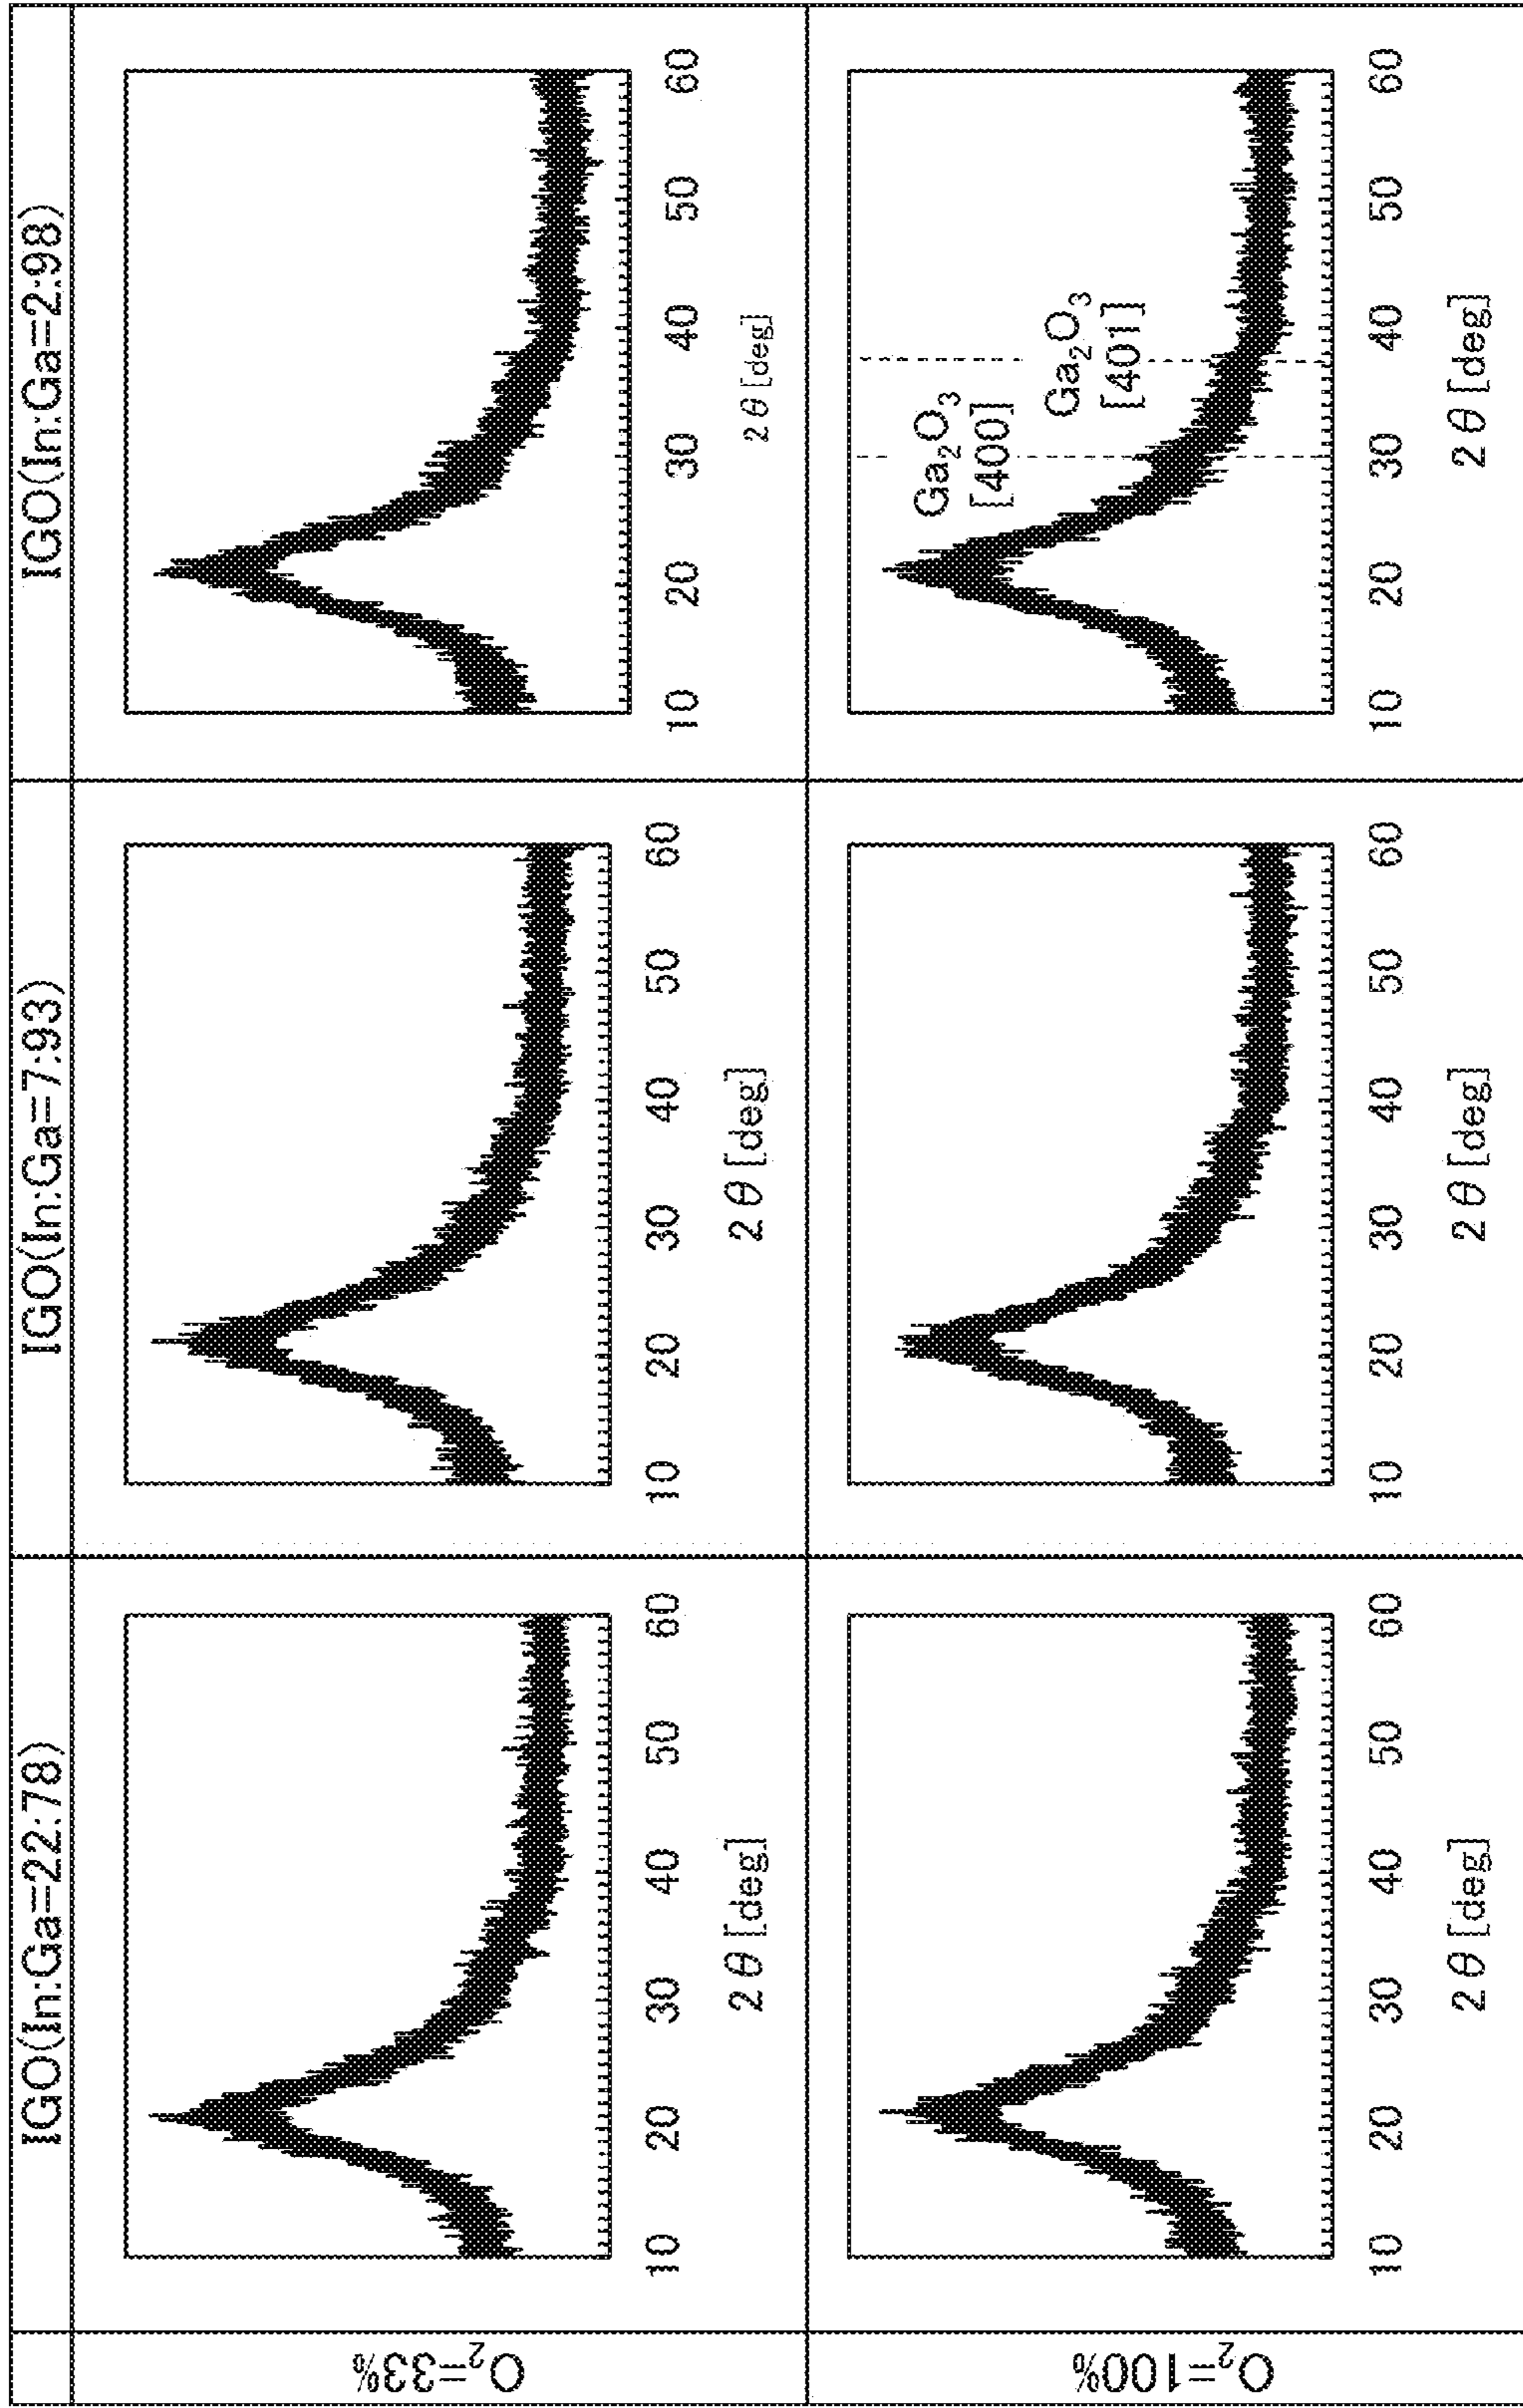 IGO(In:Ga=22:78)
IGO(In:Ga=7:93)
IGO(In:Ga=2:98)
O₂=33%
10 20 30 40 50 60
2θ[deg]
10 20 30 40 50 60
2θ[deg]
10 20 30 40 50 60
2θ[deg]
O₂=100%
10 20 30 40 50 60
2θ[deg]
10 20 30 40 50 60
2θ[deg]
Ga₂O₃
[400]
Ga₂O₃
[401]
10 20 30 40 50 60
2θ[deg]